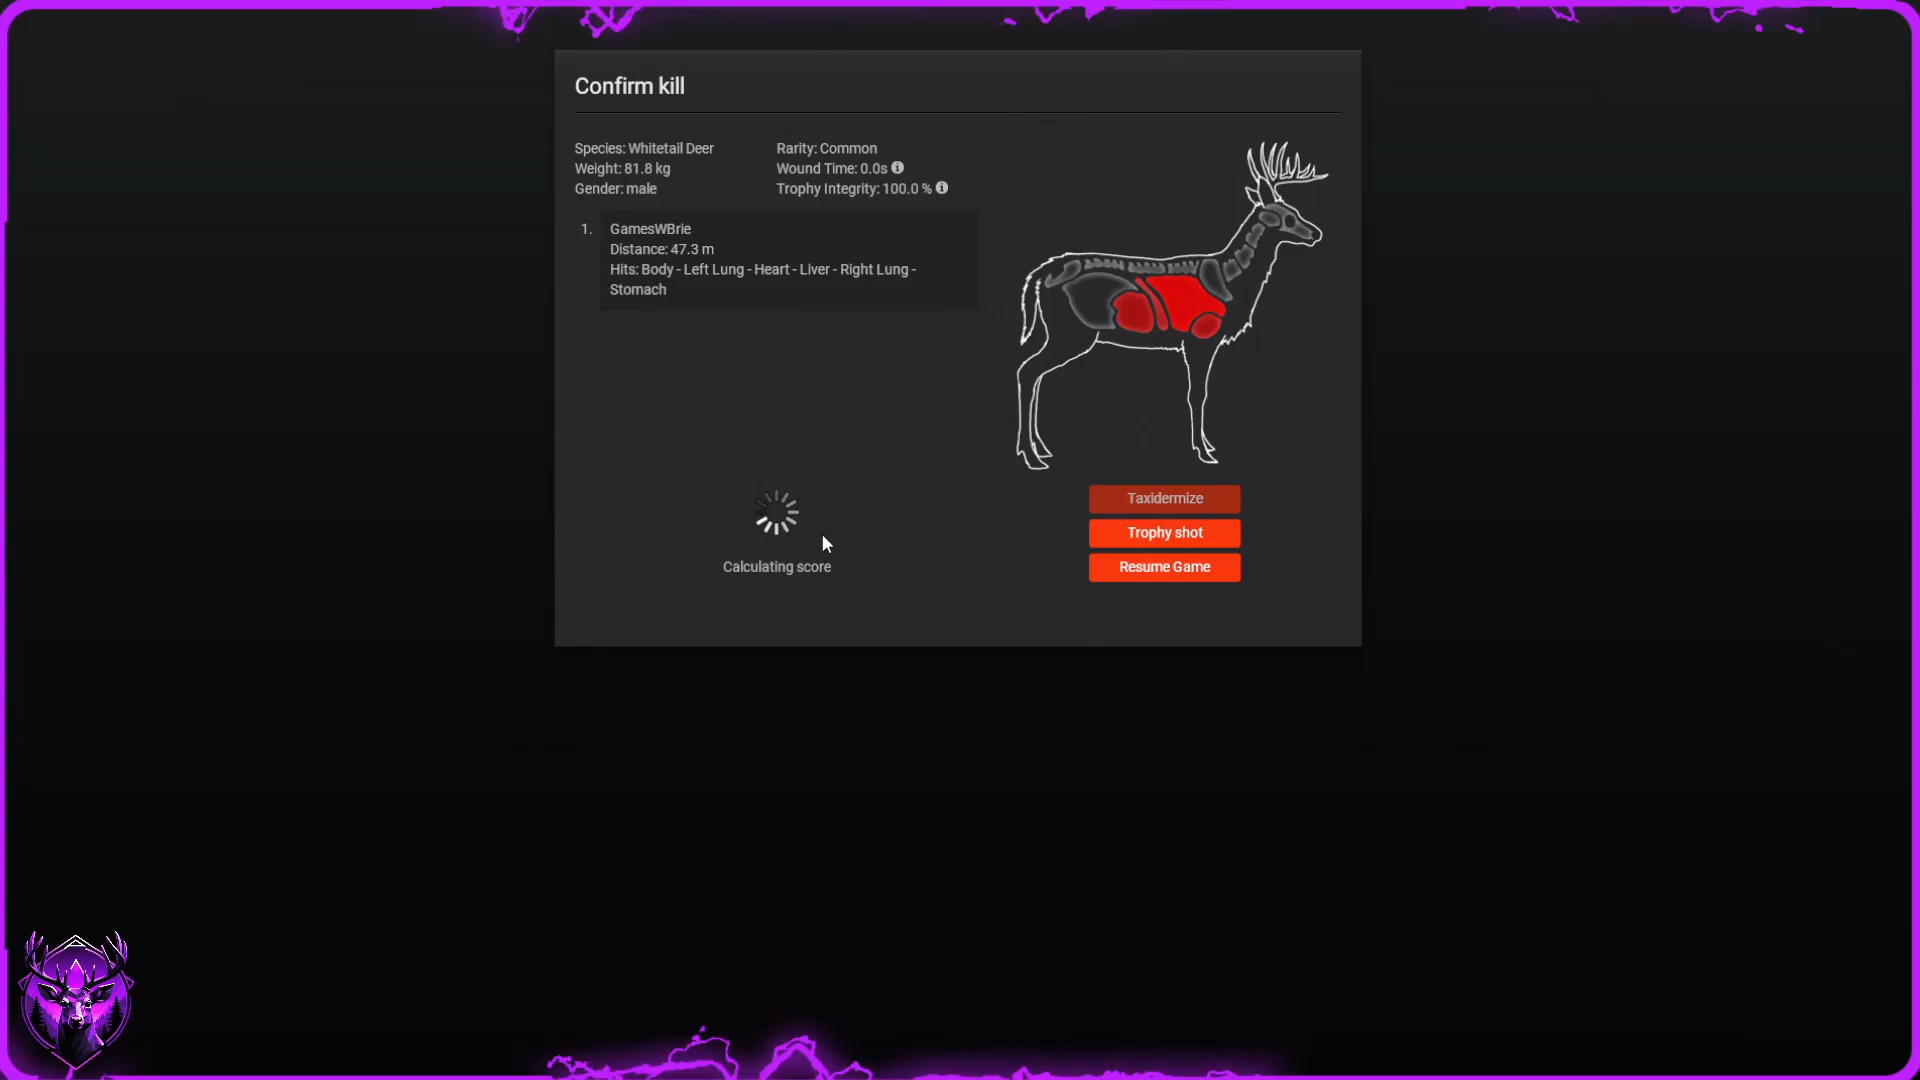 Confirm kill
Species: Whitetail Deer
Weight: 81.8 kg
Gender: male
Rarity: Common
Wound Time: 0.0s
Trophy Integrity: 100.0 %
1. GamesWBrie
Distance: 47.3 m
Hits: Body - Left Lung - Heart - Liver - Right Lung -
Stomach
Calculating score
Taxidermize
Trophy shot
Resume Game